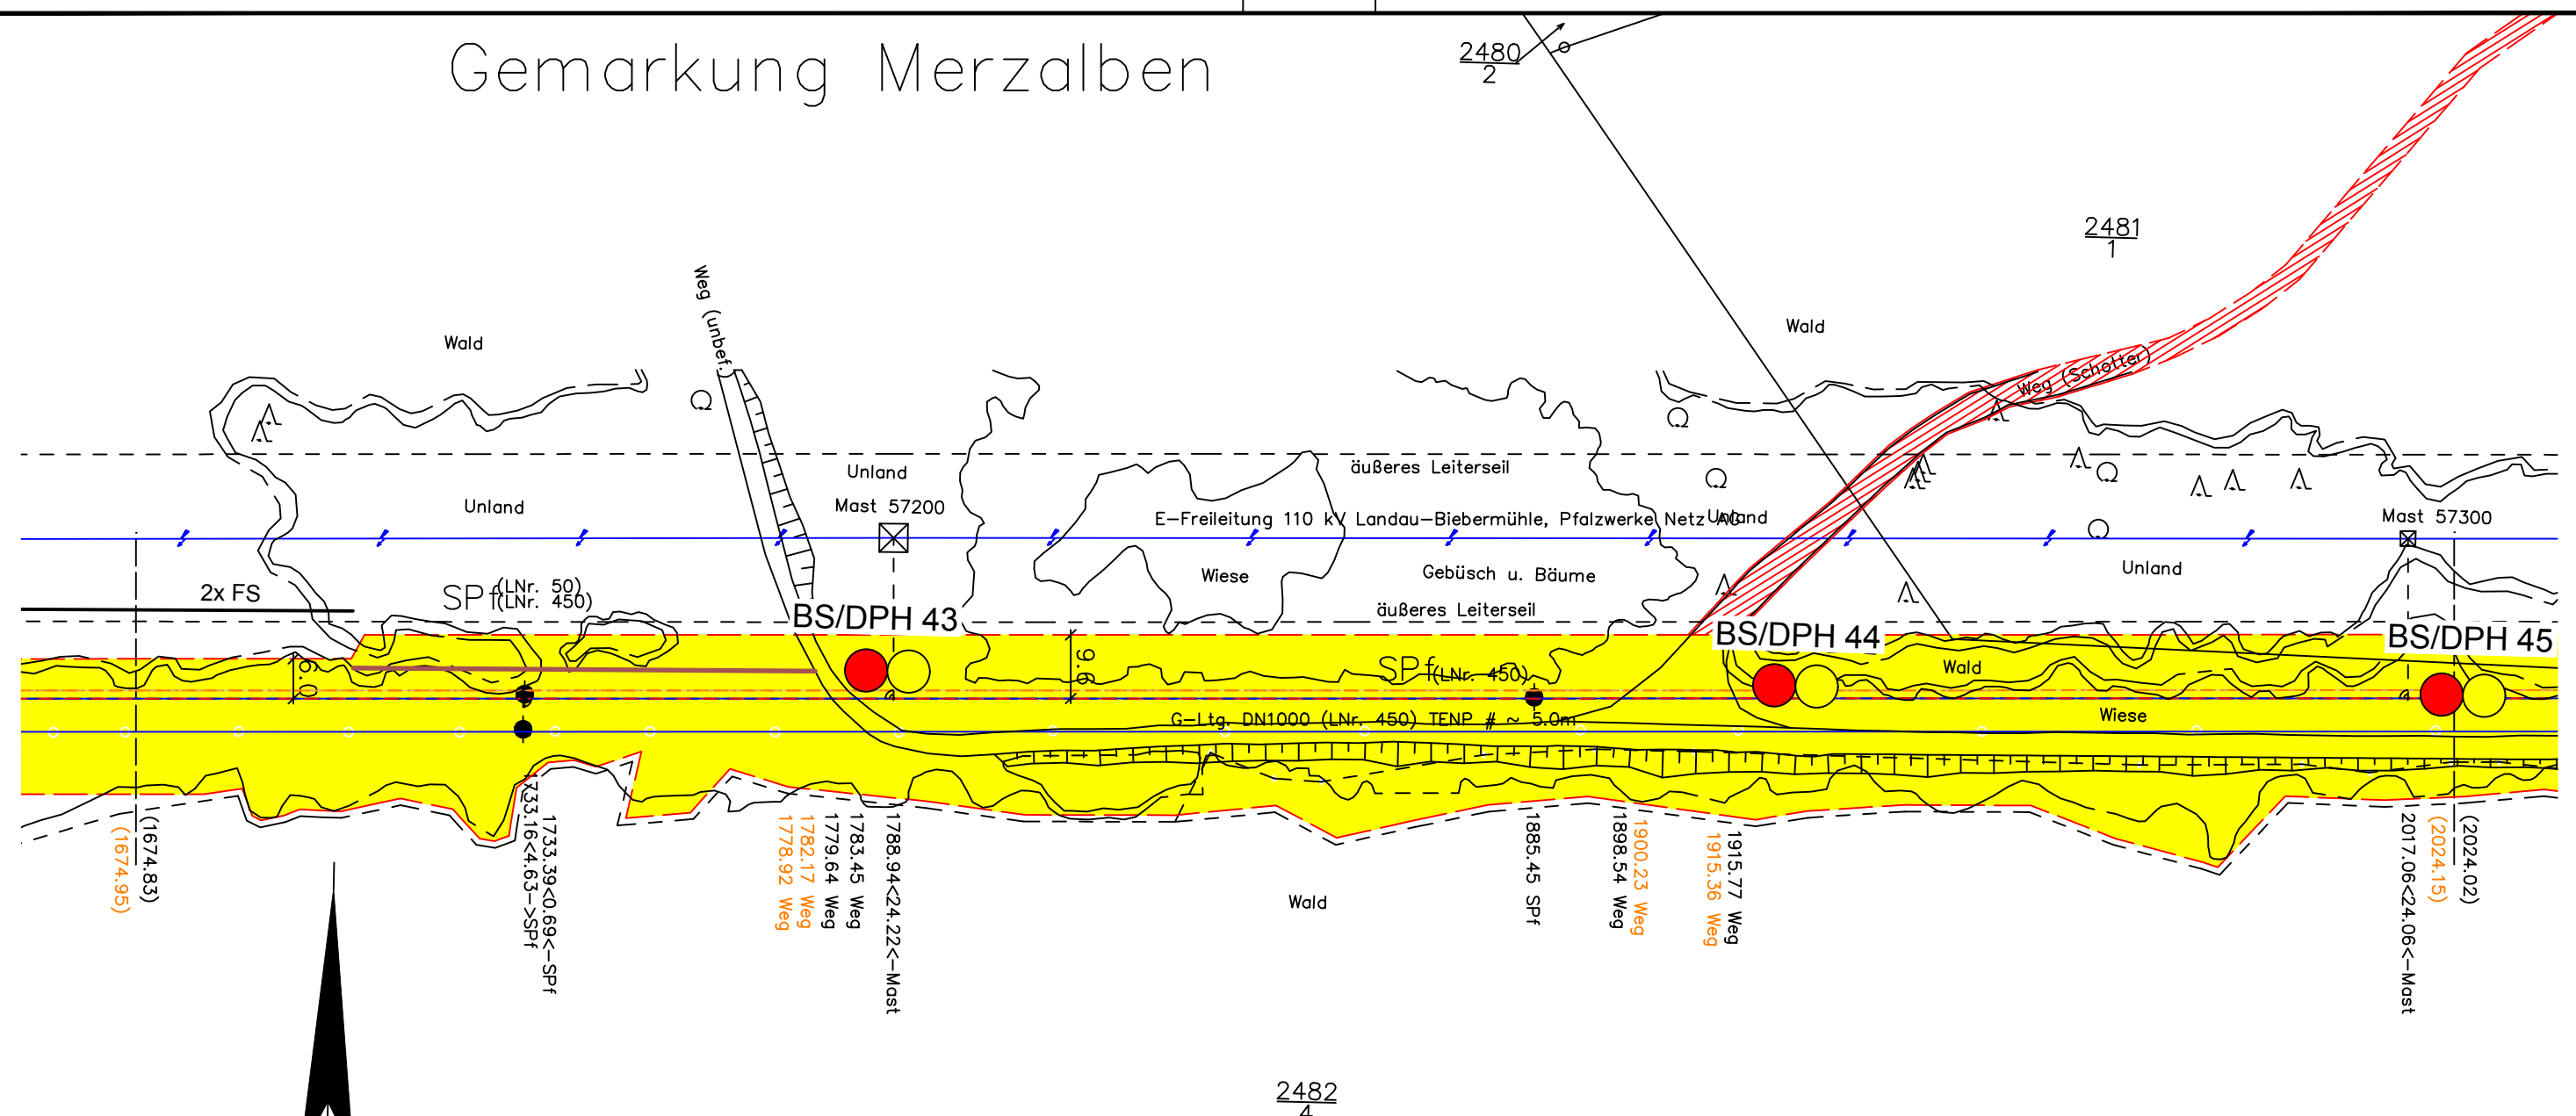 Gemarkung Merzalben
2480
2
2481
1
Wald
Wald
Weg (unbef.)
Weg (Schotter)
Unland
äußeres Leiterseil
Unland
Mast 57200
E-Freileitung 110 kV Landau-Biebermühle, Pfalzwerke Netz AG
Unland
Mast 57300
Wiese
Gebüsch u. Bäume
Unland
2x FS
SPf (LNr. 50)
(LNr. 450)
äußeres Leiterseil
BS/DPH 43
BS/DPH 44
BS/DPH 45
6.0
9.6
SPf (LNr. 450)
Wald
G-Ltg. DN1000 (LNr. 450) TENP # ~ 5.0m
Wiese
(1674.95)
(1674.83)
1733.16<4.63->SPf
1733.39<0.69<-SPf
1778.92 Weg
1782.17 Weg
1779.64 Weg
1783.45 Weg
1788.94<24.22<-Mast
1885.45 SPf
1898.54 Weg
1900.23 Weg
1915.36 Weg
1915.77 Weg
2017.06<24.06<-Mast
(2024.15)
(2024.02)
Wald
2482
4